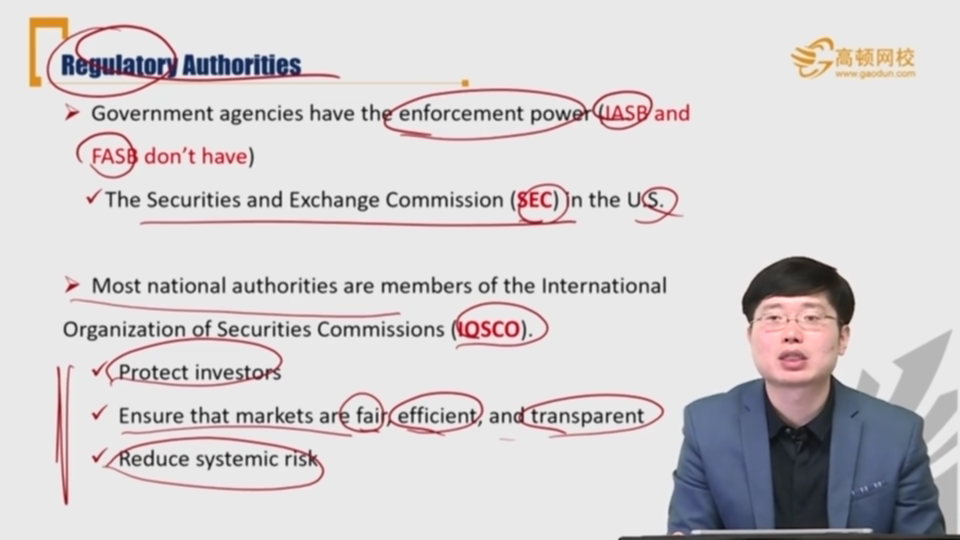 Regulatory Authorities
高顿网校
www.gaodun.com
Government agencies have the enforcement power (IASB and
FASB don't have)
The Securities and Exchange Commission (SEC) in the U.S.
Most national authorities are members of the International
Organization of Securities Commissions (IOSCO).
Protect investors
Ensure that markets are fair, efficient, and transparent
Reduce systemic risk